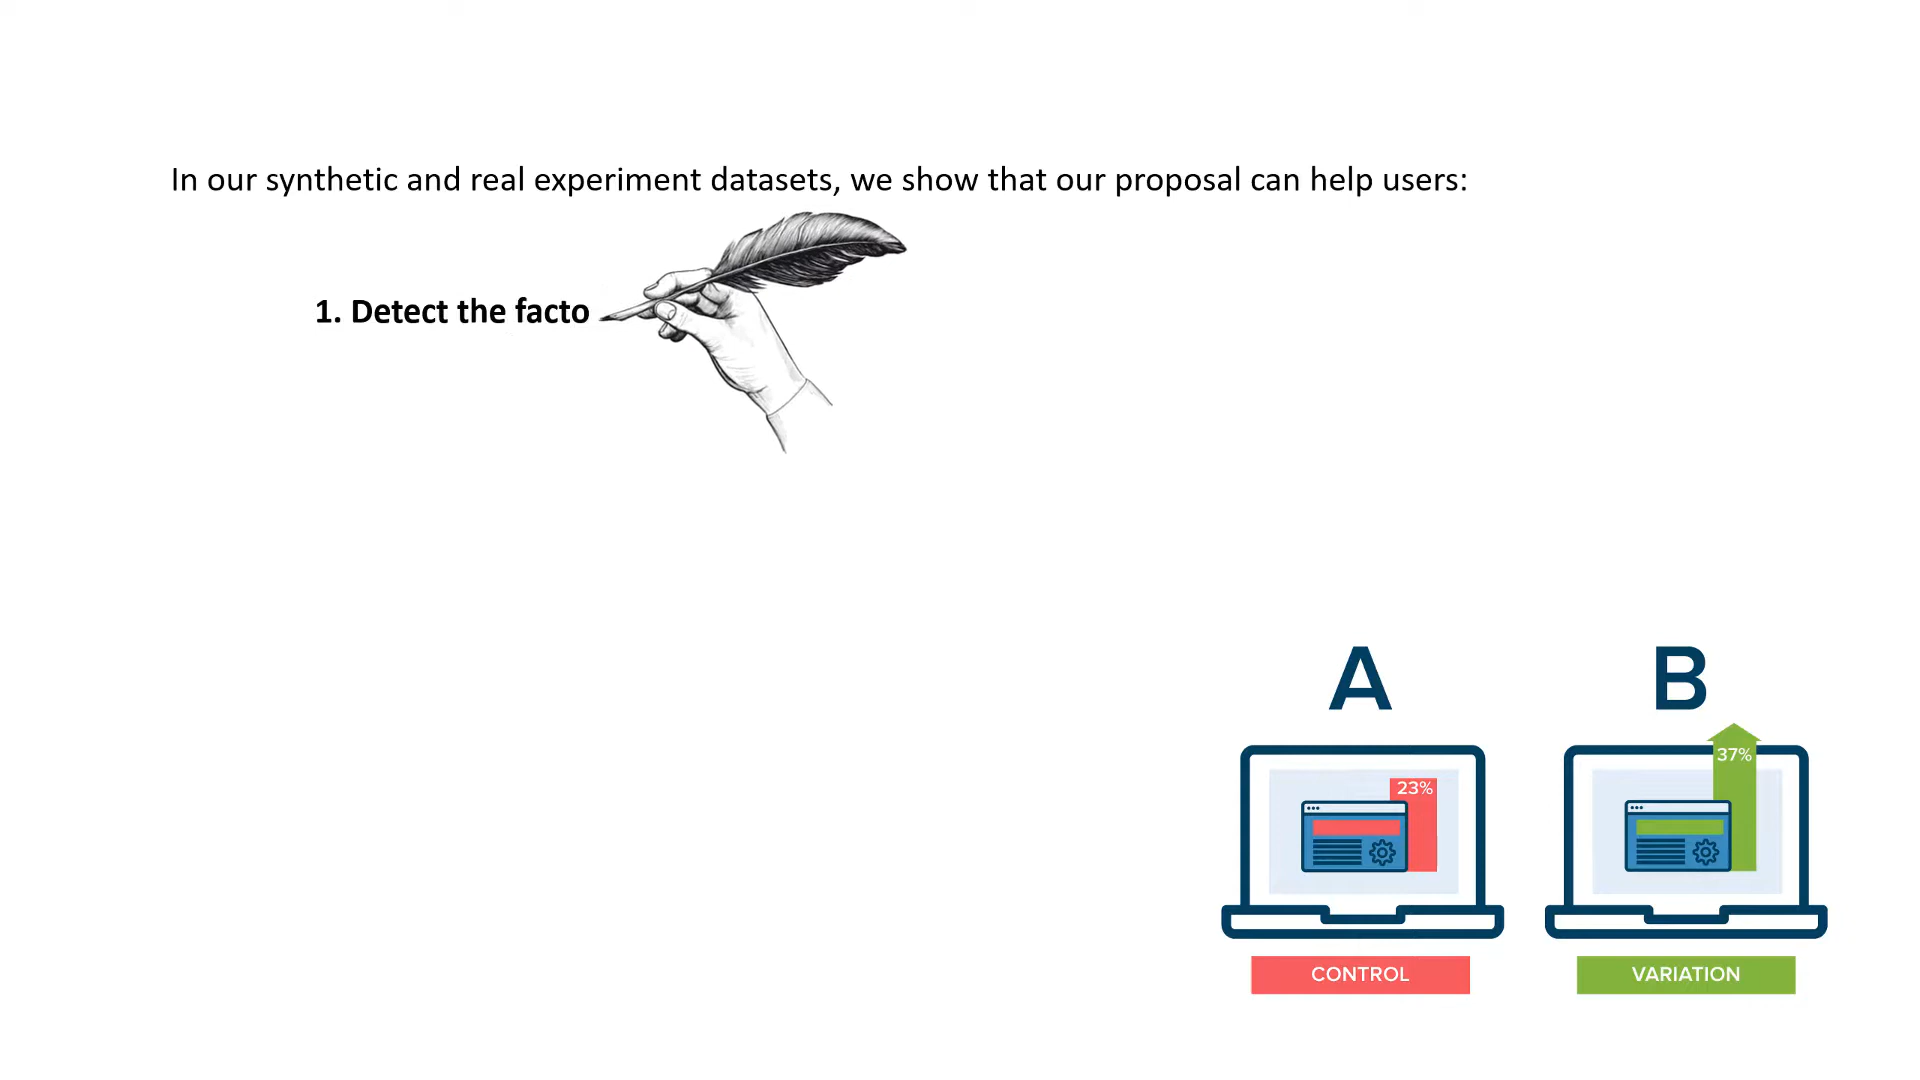 In our synthetic and real experiment datasets, we show that our proposal can help users:
1. Detect the facto
A
B
23%
37%
CONTROL
VARIATION